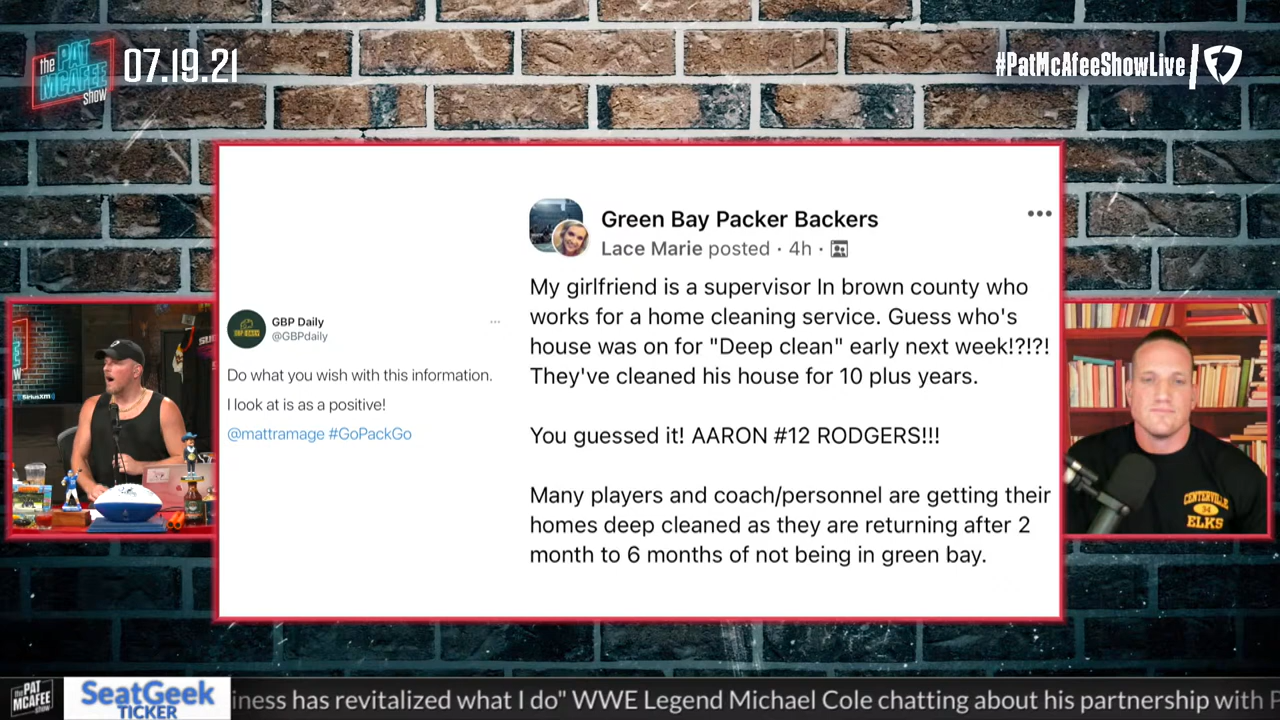 the PAT MCAFEE show
07.19.21
#PatMcAfeeShowLive
GBP Daily
@GBPdaily
Do what you wish with this information.
I look at is as a positive!
@mattramage #GoPackGo
Green Bay Packer Backers
Lace Marie posted · 4h ·
My girlfriend is a supervisor In brown county who
works for a home cleaning service. Guess who's
house was on for "Deep clean" early next week!?!?!
They've cleaned his house for 10 plus years.
You guessed it! AARON #12 RODGERS!!!
Many players and coach/personnel are getting their
homes deep cleaned as they are returning after 2
month to 6 months of not being in green bay.
SiriusXM
CENTERVILLE
34
ELKS
the PAT MCAFEE show
SeatGeek
TICKER
iness has revitalized what I do" WWE Legend Michael Cole chatting about his partnership with